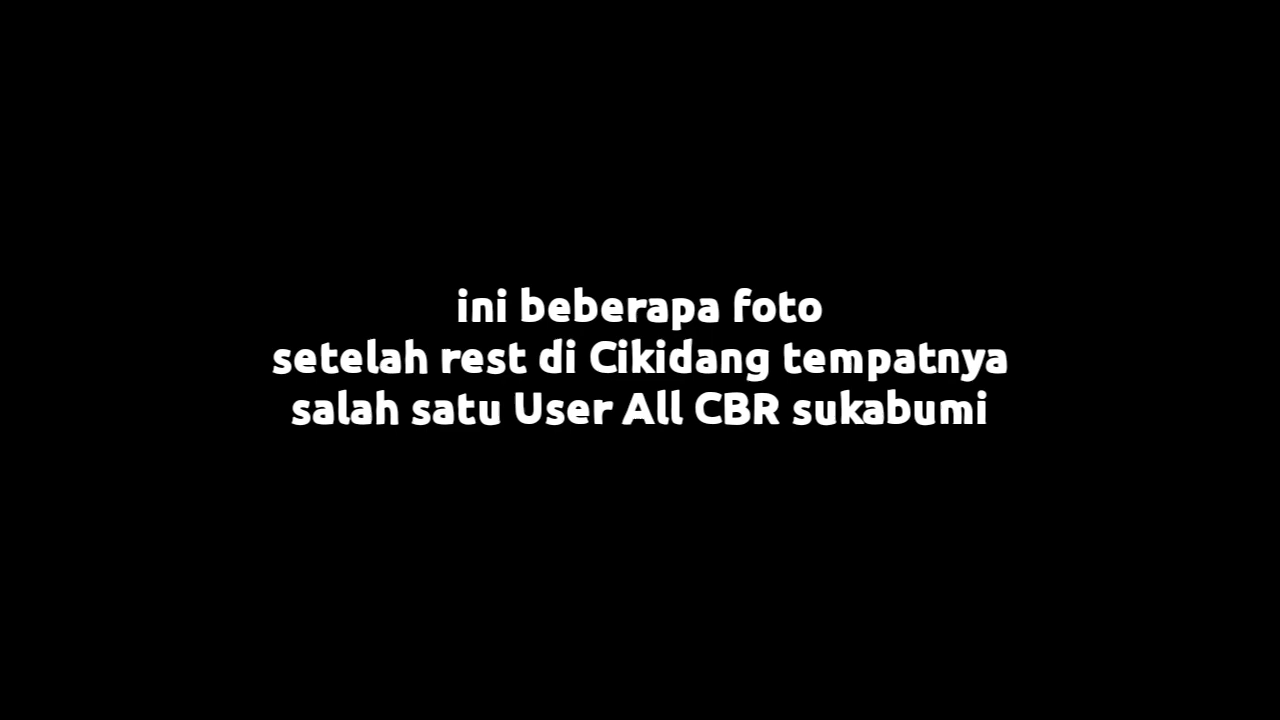 ini beberapa foto
setelah rest di Cikidang tempatnya
salah satu User All CBR sukabumi